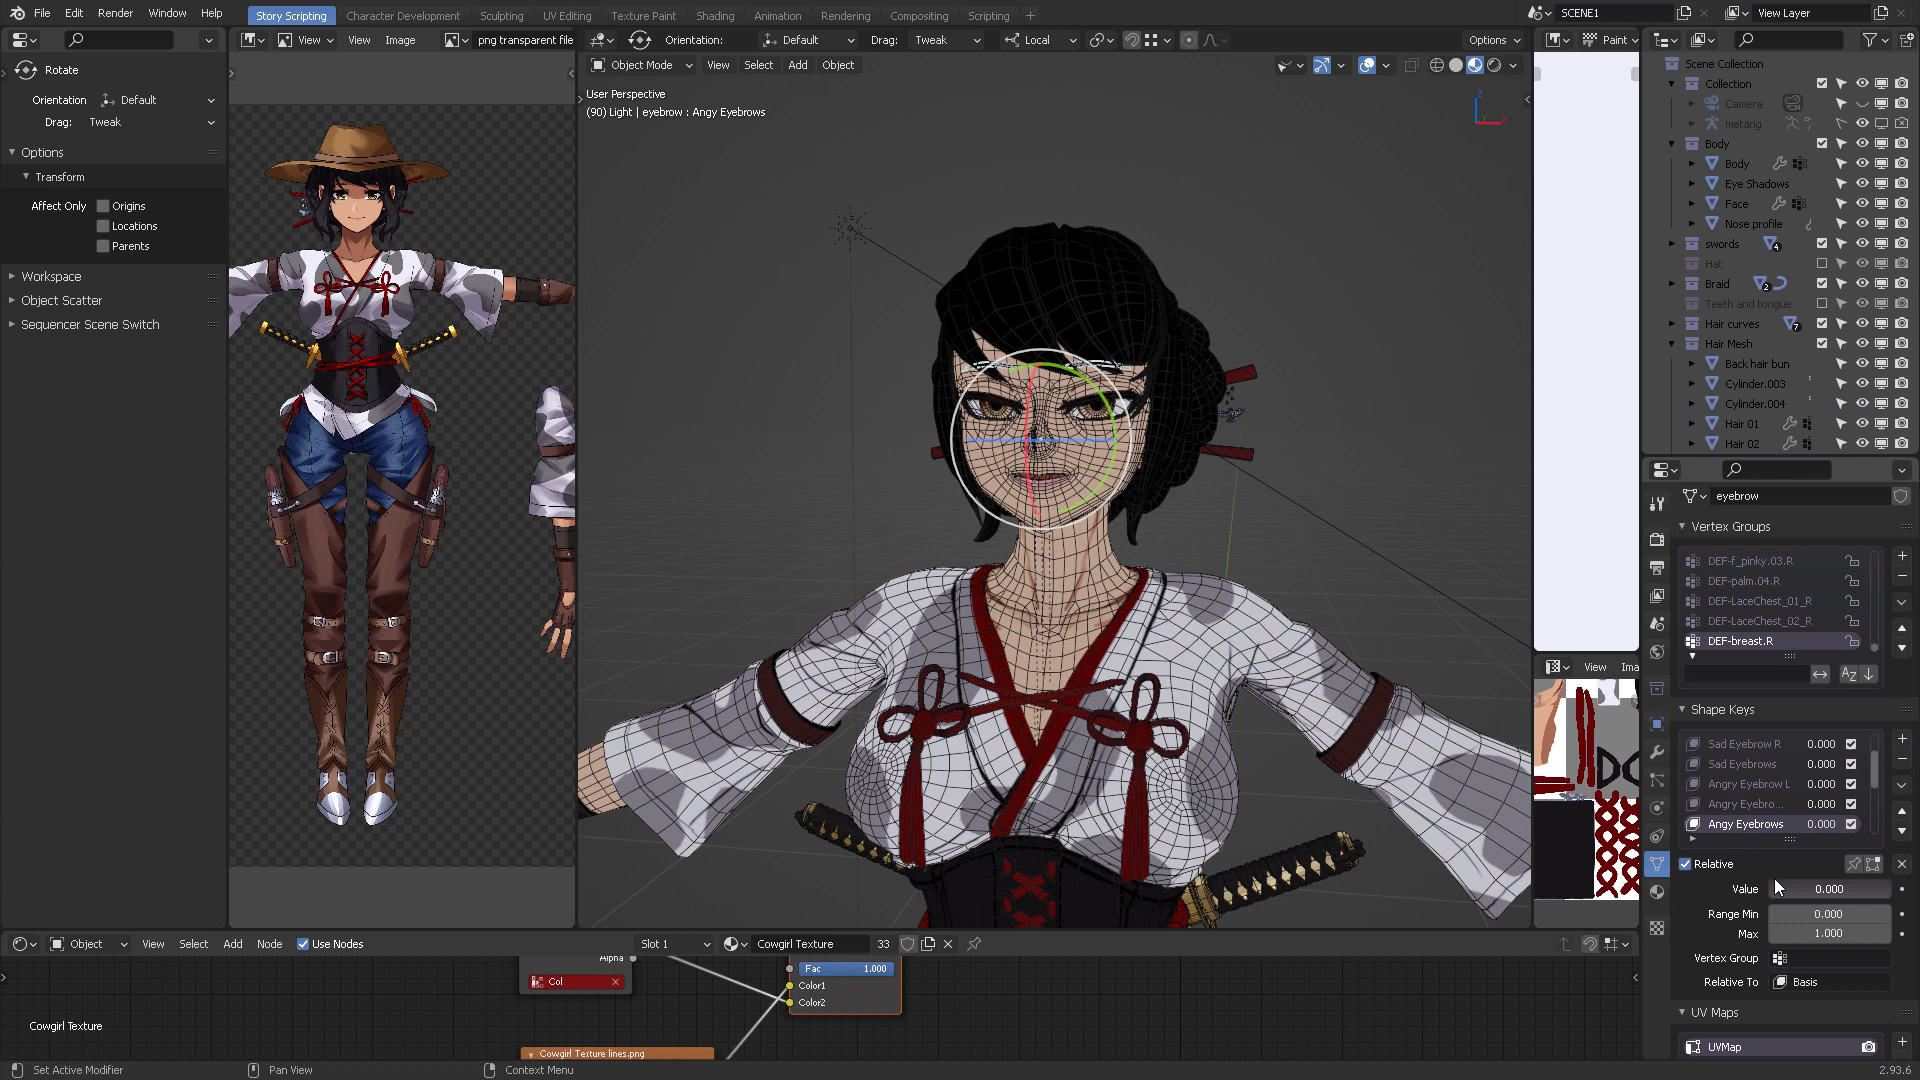 File Edit Render Window Help
Story Scripting Character Development Sculpting UV Editing Texture Paint Shading Animation Rendering Compositing Scripting +
SCENE1
View Layer
View View Image png transparent file
Orientation: Default Drag: Tweak Local Options
Paint
Rotate
Orientation Default
Drag: Tweak
Options
Transform
Affect Only Origins
Locations
Parents
Workspace
Object Scatter
Sequencer Scene Switch
Object Mode View Select Add Object
User Perspective
(90) Light | eyebrow : Angy Eyebrows
Z
X
Scene Collection
Collection
Camera
metarig
Body
Body
Eye Shadows
Face
Nose profile
swords 4
Hat
Braid 2
Teeth and tongue
Hair curves 7
Hair Mesh
Back hair bun
Cylinder.003
Cylinder.004
Hair 01
Hair 02
eyebrow
Vertex Groups
DEF-f_pinky.03.R
DEF-palm.04.R
DEF-LaceChest_01_R
DEF-LaceChest_02_R
DEF-breast.R
Shape Keys
Sad Eyebrow R 0.000
Sad Eyebrows 0.000
Angry Eyebrow L 0.000
Angry Eyebro... 0.000
Angy Eyebrows 0.000
Relative
Value 0.000
Range Min 0.000
Max 1.000
Vertex Group
Relative To Basis
UV Maps
UVMap
View Ima
Object View Select Add Node Use Nodes Slot 1 Cowgirl Texture 33
Alpha
Col
Fac 1.000
Color1
Color2
Cowgirl Texture
Cowgirl Texture lines.png
Set Active Modifier Pan View Context Menu 2.93.6